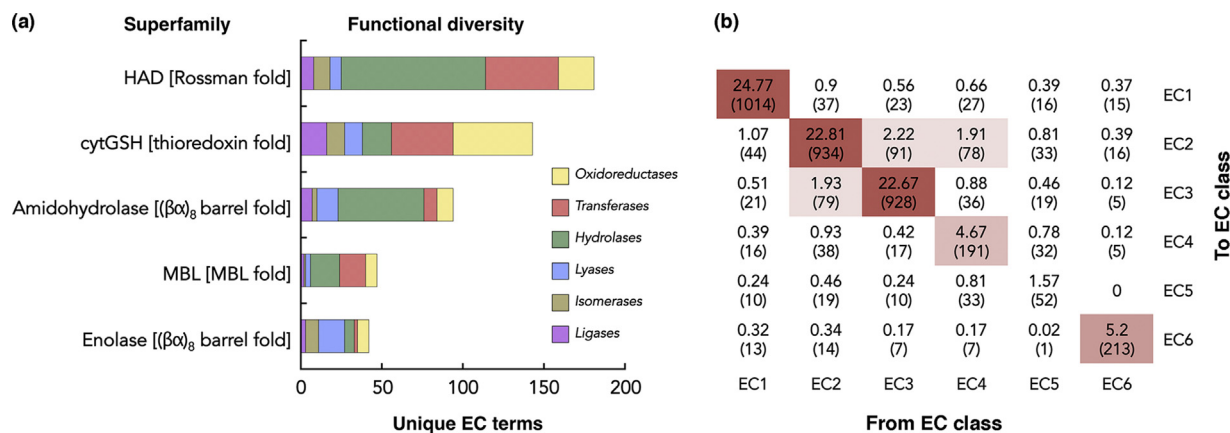 (a)
Superfamily
Functional diversity
HAD [Rossman fold]
cytGSH [thioredoxin fold]
Amidohydrolase [(βα)8 barrel fold]
MBL [MBL fold]
Enolase [(βα)8 barrel fold]
Oxidoreductases
Transferases
Hydrolases
Lyases
Isomerases
Ligases
0 50 100 150 200
Unique EC terms
(b)
24.77 0.9 0.56 0.66 0.39 0.37
(1014) (37) (23) (27) (16) (15)
EC1
1.07 22.81 2.22 1.91 0.81 0.39
(44) (934) (91) (78) (33) (16)
EC2
0.51 1.93 22.67 0.88 0.46 0.12
(21) (79) (928) (36) (19) (5)
EC3
0.39 0.93 0.42 4.67 0.78 0.12
(16) (38) (17) (191) (32) (5)
EC4
0.24 0.46 0.24 0.81 1.57 0
(10) (19) (10) (33) (52)
EC5
0.32 0.34 0.17 0.17 0.02 5.2
(13) (14) (7) (7) (1) (213)
EC6
EC1 EC2 EC3 EC4 EC5 EC6
From EC class
To EC class